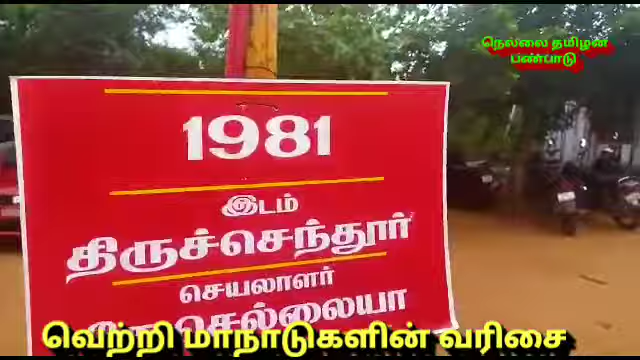 நெல்லை தமிழன்
பண்பாடு
1981
இடம்
திருச்செந்தூர்
செயலாளர்
செல்லையா
வெற்றி மாநாடுகளின் வரிசை